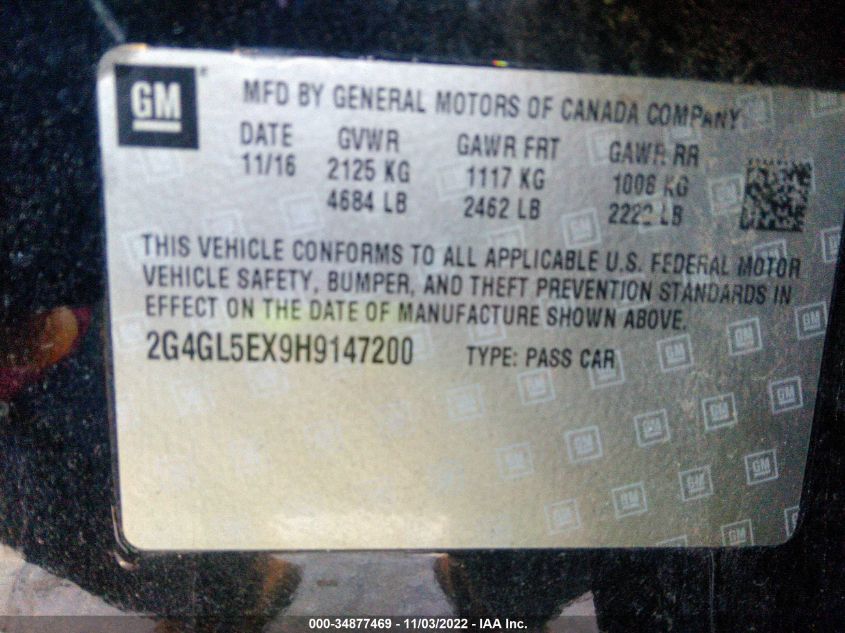 GM
MFD BY GENERAL MOTORS OF CANADA COMPANY
DATE GVWR GAWR FRT GAWR RR
11/16 2125 KG 1117 KG 1008 KG
4684 LB 2462 LB 2222 LB
THIS VEHICLE CONFORMS TO ALL APPLICABLE U.S. FEDERAL MOTOR
VEHICLE SAFETY, BUMPER, AND THEFT PREVENTION STANDARDS IN
EFFECT ON THE DATE OF MANUFACTURE SHOWN ABOVE.
2G4GL5EX9H9147200 TYPE: PASS CAR
000-34877469 - 11/03/2022 - IAA Inc.